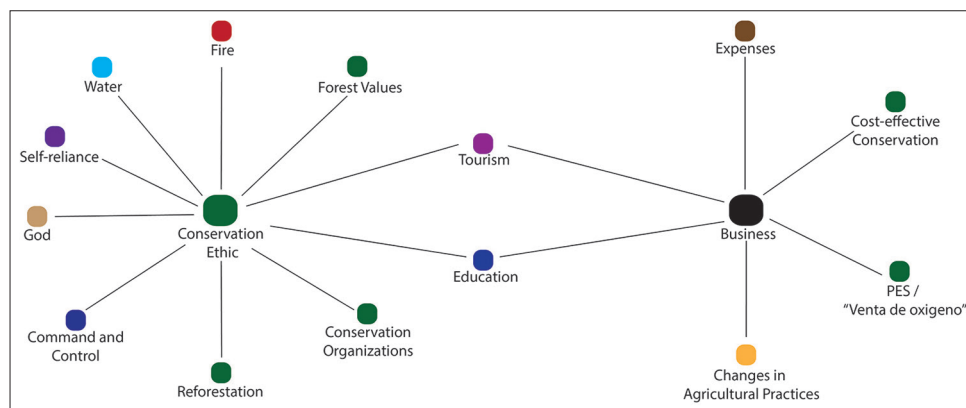 Fire
Expenses
Water
Forest Values
Cost-effective
Conservation
Self-reliance
Tourism
God
Conservation
Ethic
Business
Education
PES /
“Venta de oxigeno”
Command and
Control
Conservation
Organizations
Reforestation
Changes in
Agricultural Practices